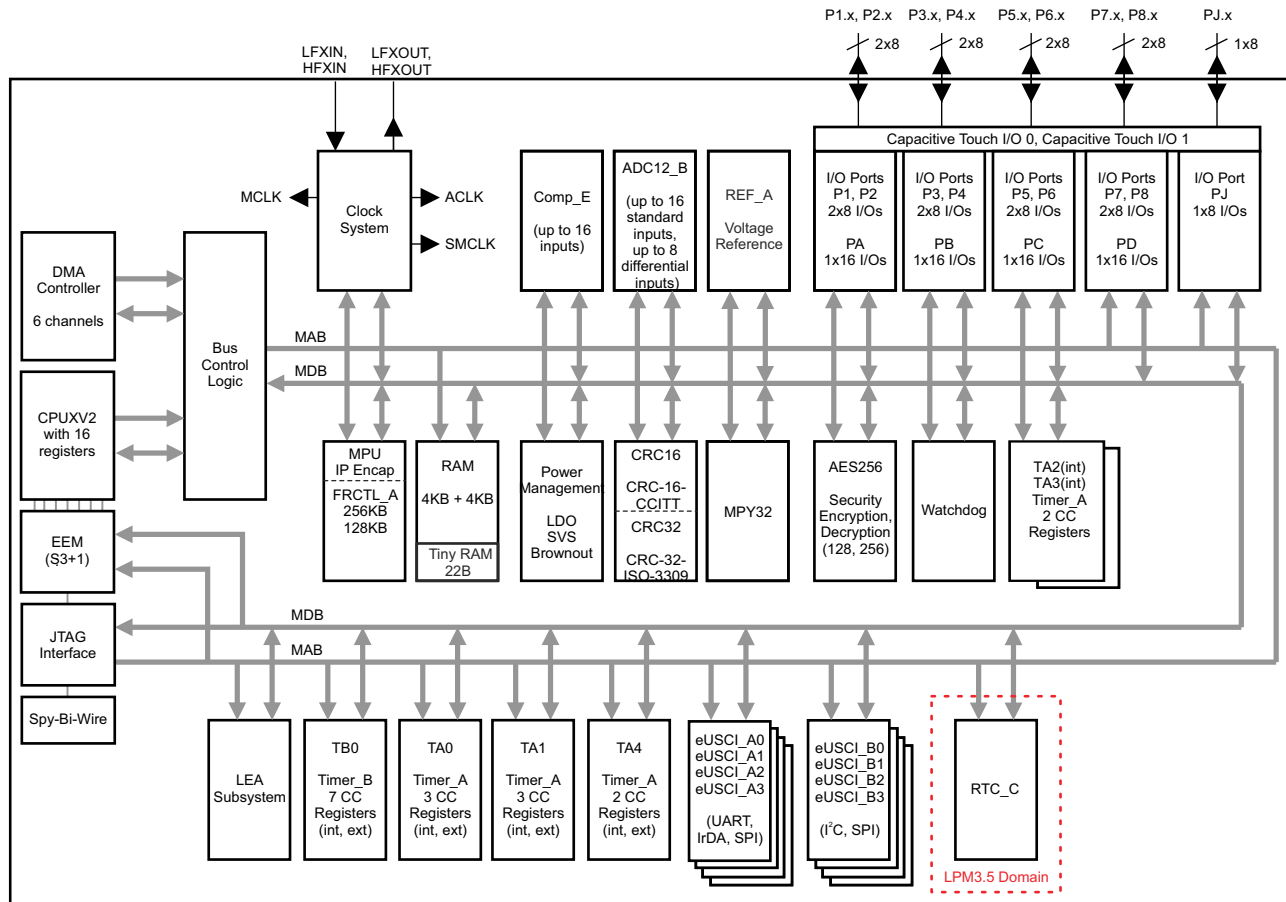 P1.x, P2.x
P3.x, P4.x
P5.x, P6.x
P7.x, P8.x
PJ.x
2x8
2x8
2x8
2x8
1x8
LFXIN,
HFXIN
LFXOUT,
HFXOUT
Capacitive Touch I/O 0, Capacitive Touch I/O 1
MCLK
Clock
System
ACLK
SMCLK
Comp_E
(up to 16
inputs)
ADC12_B
(up to 16
standard
inputs,
up to 8
differential
inputs)
REF_A
Voltage
Reference
I/O Ports
P1, P2
2x8 I/Os
PA
1x16 I/Os
I/O Ports
P3, P4
2x8 I/Os
PB
1x16 I/Os
I/O Ports
P5, P6
2x8 I/Os
PC
1x16 I/Os
I/O Ports
P7, P8
2x8 I/Os
PD
1x16 I/Os
I/O Port
PJ
1x8 I/Os
DMA
Controller
6 channels
Bus
Control
Logic
MAB
MDB
CPUXV2
with 16
registers
MPU
IP Encap
FRCTL_A
256KB
128KB
RAM
4KB + 4KB
Tiny RAM
22B
Power
Management
LDO
SVS
Brownout
CRC16
CRC-16-
CCITT
CRC32
CRC-32-
ISO-3309
MPY32
AES256
Security
Encryption,
Decryption
(128, 256)
Watchdog
TA2(int)
TA3(int)
Timer_A
2 CC
Registers
EEM
(S:3+1)
MDB
JTAG
Interface
MAB
Spy-Bi-Wire
LEA
Subsystem
TB0
Timer_B
7 CC
Registers
(int, ext)
TA0
Timer_A
3 CC
Registers
(int, ext)
TA1
Timer_A
3 CC
Registers
(int, ext)
TA4
Timer_A
2 CC
Registers
(int, ext)
eUSCI_A0
eUSCI_A1
eUSCI_A2
eUSCI_A3
(UART,
IrDA, SPI)
eUSCI_B0
eUSCI_B1
eUSCI_B2
eUSCI_B3
(I²C, SPI)
RTC_C
LPM3.5 Domain